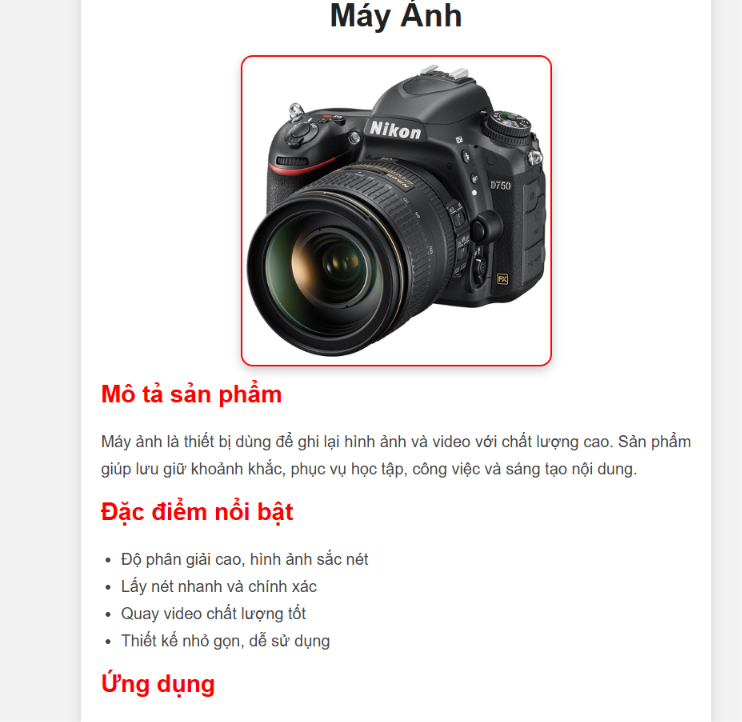 Máy Ảnh
Nikon
D750
FX
Mô tả sản phẩm
Máy ảnh là thiết bị dùng để ghi lại hình ảnh và video với chất lượng cao. Sản phẩm
giúp lưu giữ khoảnh khắc, phục vụ học tập, công việc và sáng tạo nội dung.
Đặc điểm nổi bật
• Độ phân giải cao, hình ảnh sắc nét
• Lấy nét nhanh và chính xác
• Quay video chất lượng tốt
• Thiết kế nhỏ gọn, dễ sử dụng
Ứng dụng